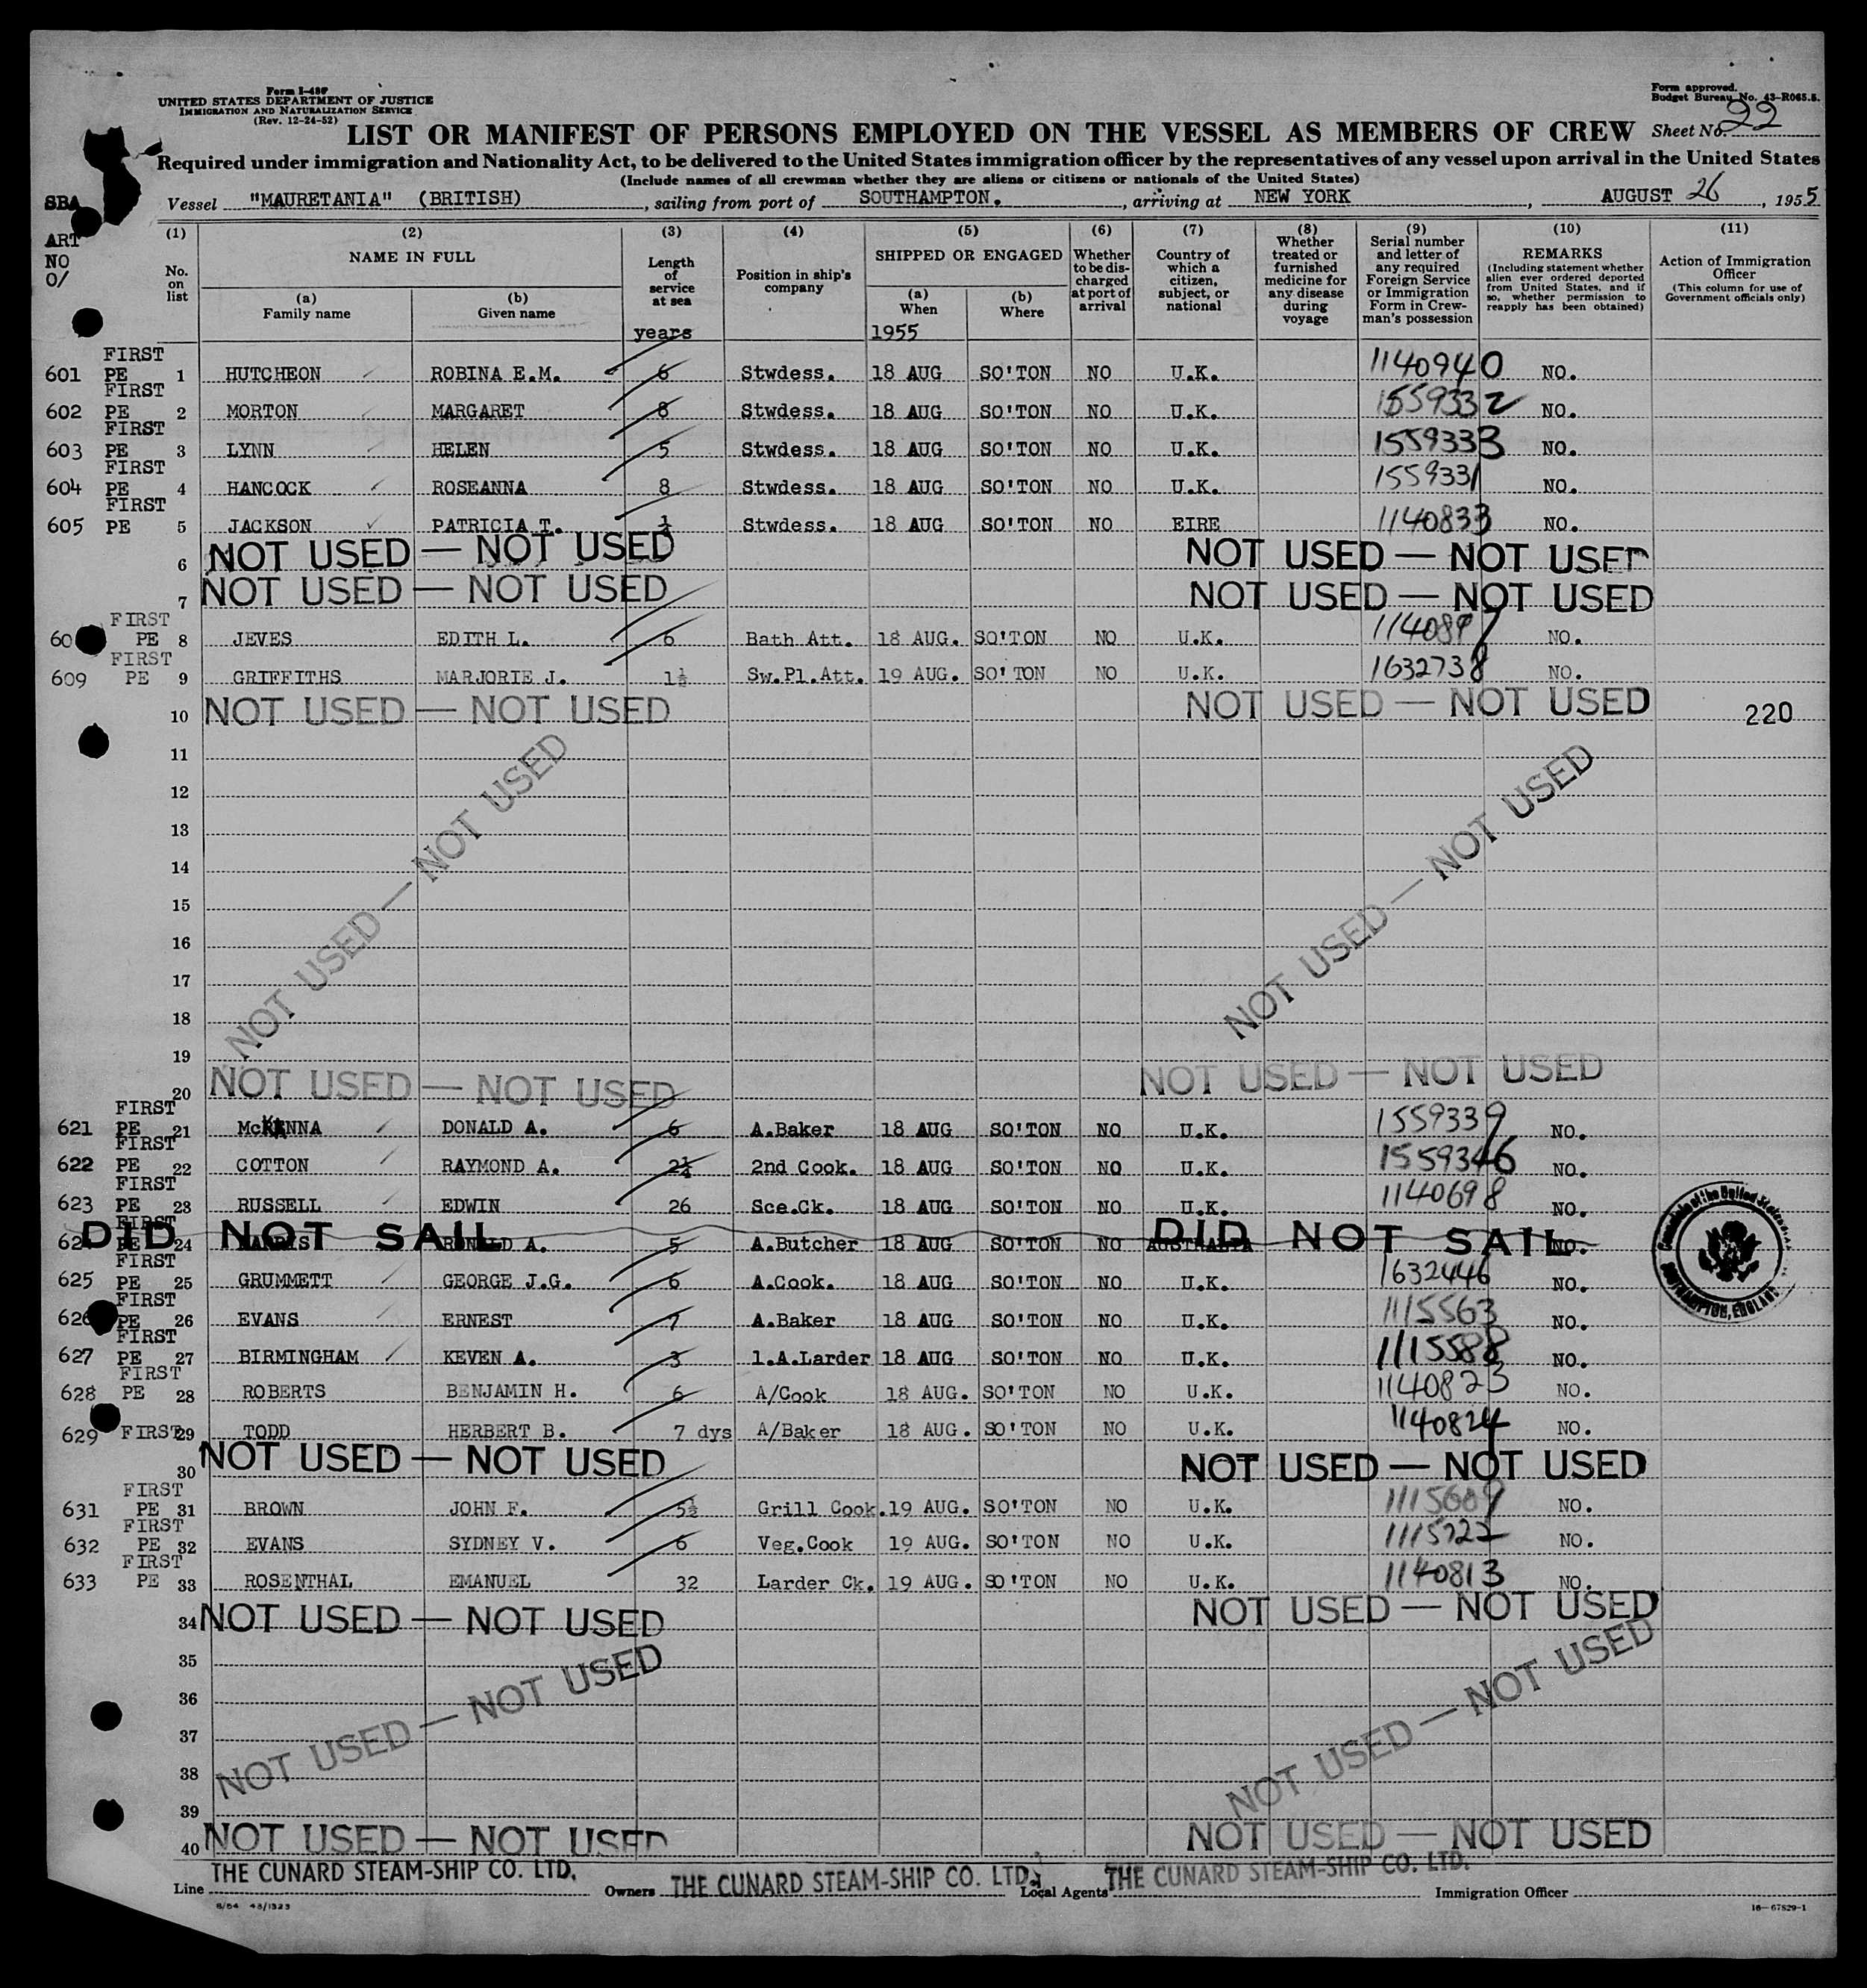 Form I-489
UNITED STATES DEPARTMENT OF JUSTICE
IMMIGRATION AND NATURALIZATION SERVICE
(Rev. 12-24-52)
Form approved.
Budget Bureau No. 43-R065.5.
LIST OR MANIFEST OF PERSONS EMPLOYED ON THE VESSEL AS MEMBERS OF CREW Sheet No. 22
Required under immigration and Nationality Act, to be delivered to the United States immigration officer by the representatives of any vessel upon arrival in the United States
(Include names of all crewman whether they are aliens or citizens or nationals of the United States)
SBA
Vessel "MAURETANIA" (BRITISH), sailing from port of SOUTHAMPTON., arriving at NEW YORK, AUGUST 26, 1955
ART
NO
O/
(1) No. on list
(2) NAME IN FULL
(a) Family name
(b) Given name
(3) Length of service at sea
years
(4) Position in ship's company
(5) SHIPPED OR ENGAGED
(a) When
1955
(b) Where
(6) Whether to be discharged at port of arrival
(7) Country of which a citizen, subject, or national
(8) Whether treated or furnished medicine for any disease during voyage
(9) Serial number and letter of any required Foreign Service or Immigration Form in Crewman's possession
(10) REMARKS (Including statement whether alien ever ordered deported from United States, and if so, whether permission to reapply has been obtained)
(11) Action of Immigration Officer (This column for use of Government officials only)
601 FIRST PE 1 HUTCHEON ROBINA E.M. 6 Stwdess. 18 AUG SO'TON NO U.K. 1140940 NO.
602 FIRST PE 2 MORTON MARGARET 8 Stwdess. 18 AUG SO'TON NO U.K. 1559332 NO.
603 FIRST PE 3 LYNN HELEN 5 Stwdess. 18 AUG SO'TON NO U.K. 1559333 NO.
604 FIRST PE 4 HANCOCK ROSEANNA 8 Stwdess. 18 AUG SO'TON NO U.K. 1559331 NO.
605 FIRST PE 5 JACKSON PATRICIA T. ½ Stwdess. 18 AUG SO'TON NO EIRE 1140833 NO.
6 NOT USED — NOT USED NOT USED — NOT USED
7 NOT USED — NOT USED NOT USED — NOT USED
60 FIRST PE 8 JEVES EDITH L. 6 Bath Att. 18 AUG. SO'TON NO U.K. NO.
609 FIRST PE 9 GRIFFITHS MARJORIE J. 1½ Sw.Pl.Att. 19 AUG. SO'TON NO U.K. 1632738 NO.
10 NOT USED — NOT USED NOT USED — NOT USED 220
11
12
13
14
15
16
17
18
19
NOT USED — NOT USED NOT USED — NOT USED
20 NOT USED — NOT USED NOT USED — NOT USED
621 FIRST PE 21 McKENNA DONALD A. 6 A.Baker 18 AUG SO'TON NO U.K. 1559339 NO.
622 FIRST PE 22 COTTON RAYMOND A. 2½ 2nd Cook. 18 AUG SO'TON NO U.K. 1559346 NO.
623 FIRST PE 23 RUSSELL EDWIN 26 Sce.Ck. 18 AUG SO'TON NO U.K. 1140698 NO.
DID NOT SAIL DID NOT SAIL
FIRST 24 RONALD A. 5 A.Butcher 18 AUG SO'TON NO AUSTRALIA NO.
625 FIRST PE 25 GRUMMETT GEORGE J.G. 6 A.Cook. 18 AUG SO'TON NO U.K. 1632446 NO.
626 FIRST PE 26 EVANS ERNEST 7 A.Baker 18 AUG SO'TON NO U.K. 1115563 NO.
627 FIRST PE 27 BIRMINGHAM KEVEN A. 3 1.A.Larder 18 AUG SO'TON NO U.K. 1115588 NO.
628 FIRST PE 28 ROBERTS BENJAMIN H. 6 A/Cook 18 AUG. SO'TON NO U.K. 1140823 NO.
629 FIRST 29 TODD HERBERT B. 7 dys A/Baker 18 AUG. SO'TON NO U.K. 1140824 NO.
30 NOT USED — NOT USED NOT USED — NOT USED
631 FIRST PE 31 BROWN JOHN F. 5½ Grill Cook. 19 AUG. SO'TON NO U.K. 1115609 NO.
632 FIRST PE 32 EVANS SYDNEY V. 6 Veg.Cook 19 AUG. SO'TON NO U.K. 1115722 NO.
633 FIRST PE 33 ROSENTHAL EMANUEL 32 Larder Ck. 19 AUG. SO'TON NO U.K. 1140813 NO.
34 NOT USED — NOT USED NOT USED — NOT USED
35
36
37
38
39
NOT USED — NOT USED NOT USED — NOT USED
40 NOT USED — NOT USED NOT USED — NOT USED
Line THE CUNARD STEAM-SHIP CO. LTD. Owners THE CUNARD STEAM-SHIP CO. LTD. Local Agents THE CUNARD STEAM-SHIP CO. LTD. Immigration Officer
8/54 43/1323
16—67529-1
Consulate of the United States
SOUTHAMPTON, ENGLAND